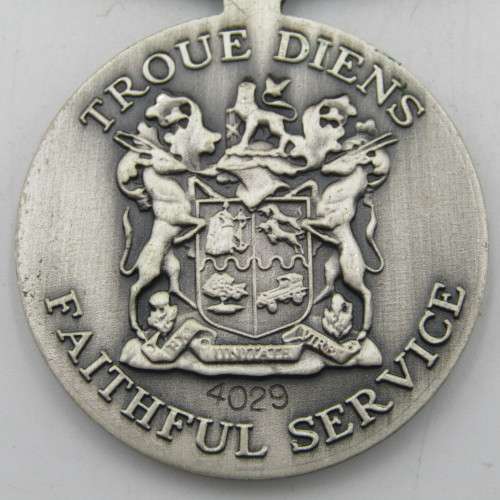 TROUE DIENS
EX UNITATE VIRES
4029
FAITHFUL SERVICE